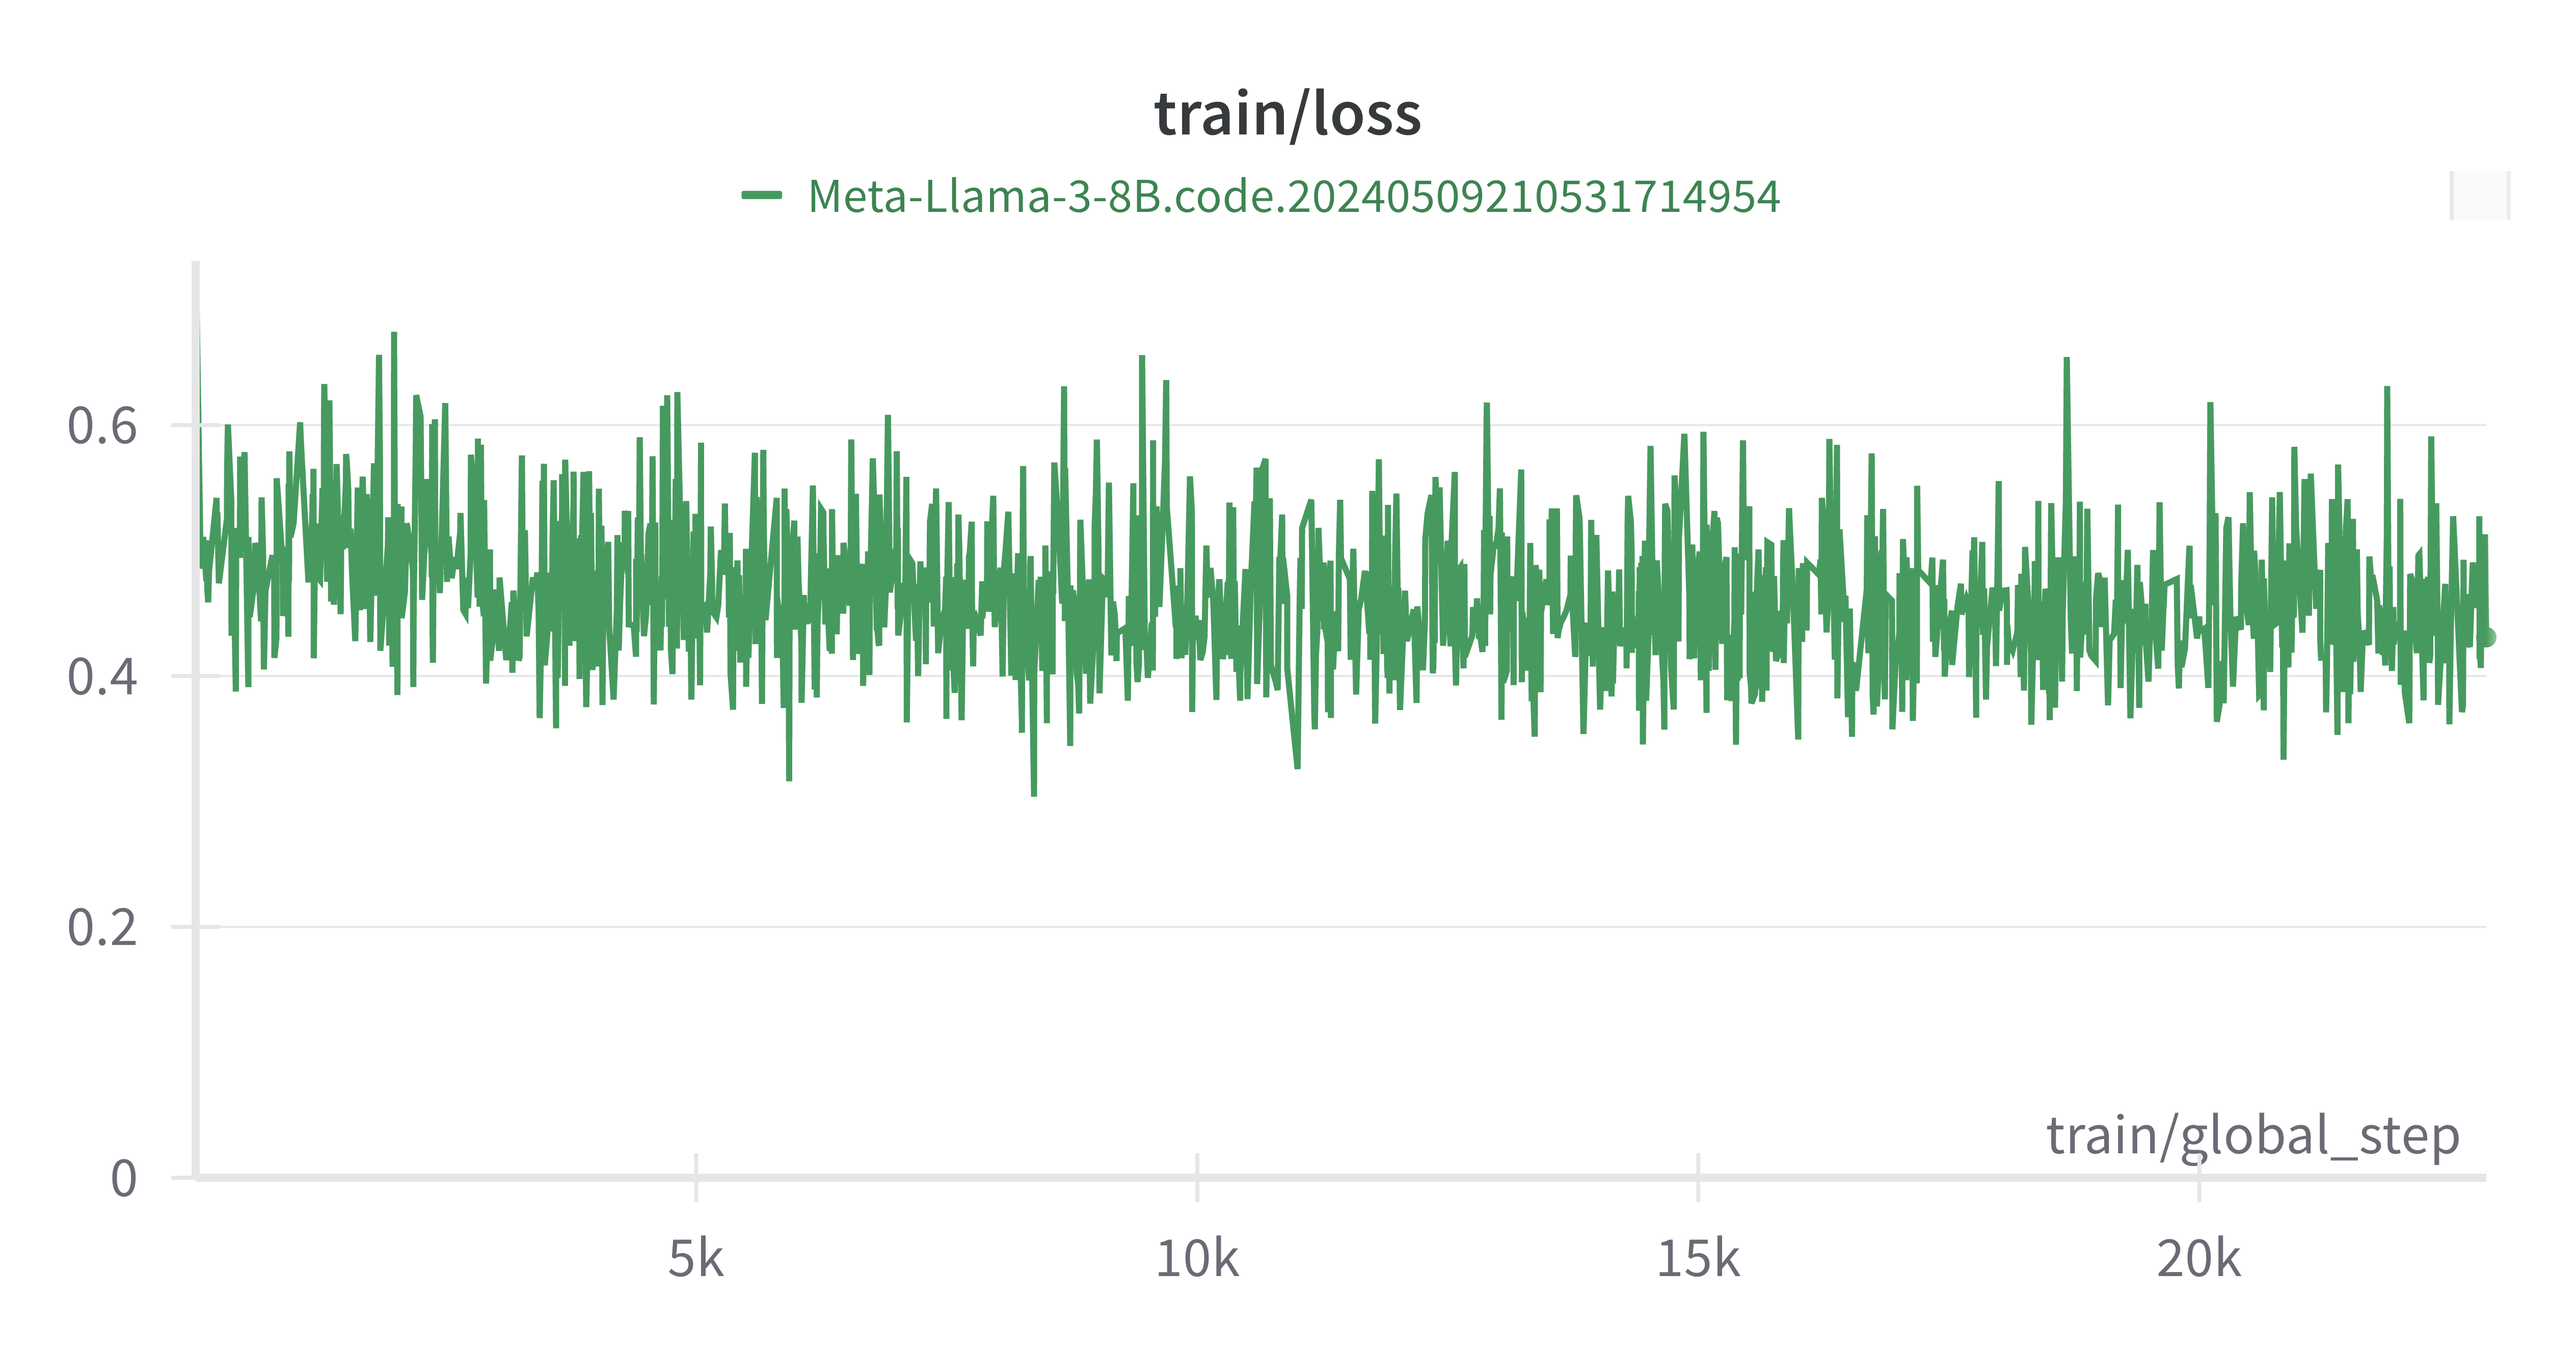 train/loss
Meta-Llama-3-8B.code.20240509210531714954
0.6
0.4
0.2
0
train/global_step
5k 10k 15k 20k